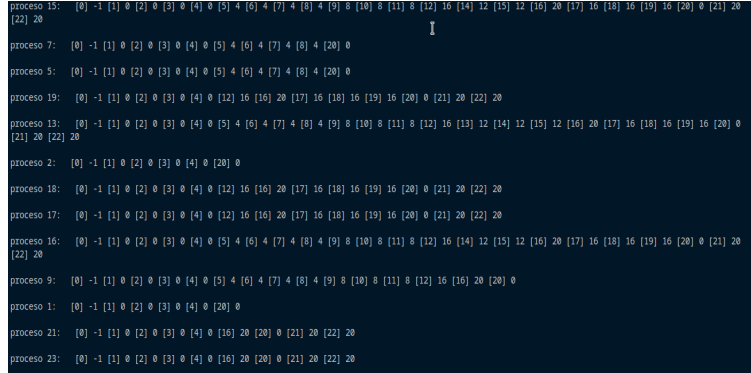 proceso 15: [0] -1 [1] 0 [2] 0 [3] 0 [4] 0 [5] 4 [6] 4 [7] 4 [8] 4 [9] 8 [10] 8 [11] 8 [12] 16 [14] 12 [15] 12 [16] 20 [17] 16 [18] 16 [19] 16 [20] 0 [21] 20
[22] 20
proceso 7: [0] -1 [1] 0 [2] 0 [3] 0 [4] 0 [5] 4 [6] 4 [7] 4 [8] 4 [20] 0
proceso 5: [0] -1 [1] 0 [2] 0 [3] 0 [4] 0 [5] 4 [6] 4 [7] 4 [8] 4 [20] 0
proceso 19: [0] -1 [1] 0 [2] 0 [3] 0 [4] 0 [12] 16 [16] 20 [17] 16 [18] 16 [19] 16 [20] 0 [21] 20 [22] 20
proceso 13: [0] -1 [1] 0 [2] 0 [3] 0 [4] 0 [5] 4 [6] 4 [7] 4 [8] 4 [9] 8 [10] 8 [11] 8 [12] 16 [13] 12 [14] 12 [15] 12 [16] 20 [17] 16 [18] 16 [19] 16 [20] 0
[21] 20 [22] 20
proceso 2: [0] -1 [1] 0 [2] 0 [3] 0 [4] 0 [20] 0
proceso 18: [0] -1 [1] 0 [2] 0 [3] 0 [4] 0 [12] 16 [16] 20 [17] 16 [18] 16 [19] 16 [20] 0 [21] 20 [22] 20
proceso 17: [0] -1 [1] 0 [2] 0 [3] 0 [4] 0 [12] 16 [16] 20 [17] 16 [18] 16 [19] 16 [20] 0 [21] 20 [22] 20
proceso 16: [0] -1 [1] 0 [2] 0 [3] 0 [4] 0 [5] 4 [6] 4 [7] 4 [8] 4 [9] 8 [10] 8 [11] 8 [12] 16 [14] 12 [15] 12 [16] 20 [17] 16 [18] 16 [19] 16 [20] 0 [21] 20
[22] 20
proceso 9: [0] -1 [1] 0 [2] 0 [3] 0 [4] 0 [5] 4 [6] 4 [7] 4 [8] 4 [9] 8 [10] 8 [11] 8 [12] 16 [16] 20 [20] 0
proceso 1: [0] -1 [1] 0 [2] 0 [3] 0 [4] 0 [20] 0
proceso 21: [0] -1 [1] 0 [2] 0 [3] 0 [4] 0 [16] 20 [20] 0 [21] 20 [22] 20
proceso 23: [0] -1 [1] 0 [2] 0 [3] 0 [4] 0 [16] 20 [20] 0 [21] 20 [22] 20